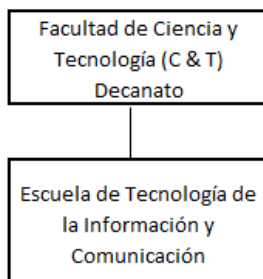 Facultad de Ciencia y
Tecnología (C & T)
Decanato
Escuela de Tecnología de
la Información y
Comunicación